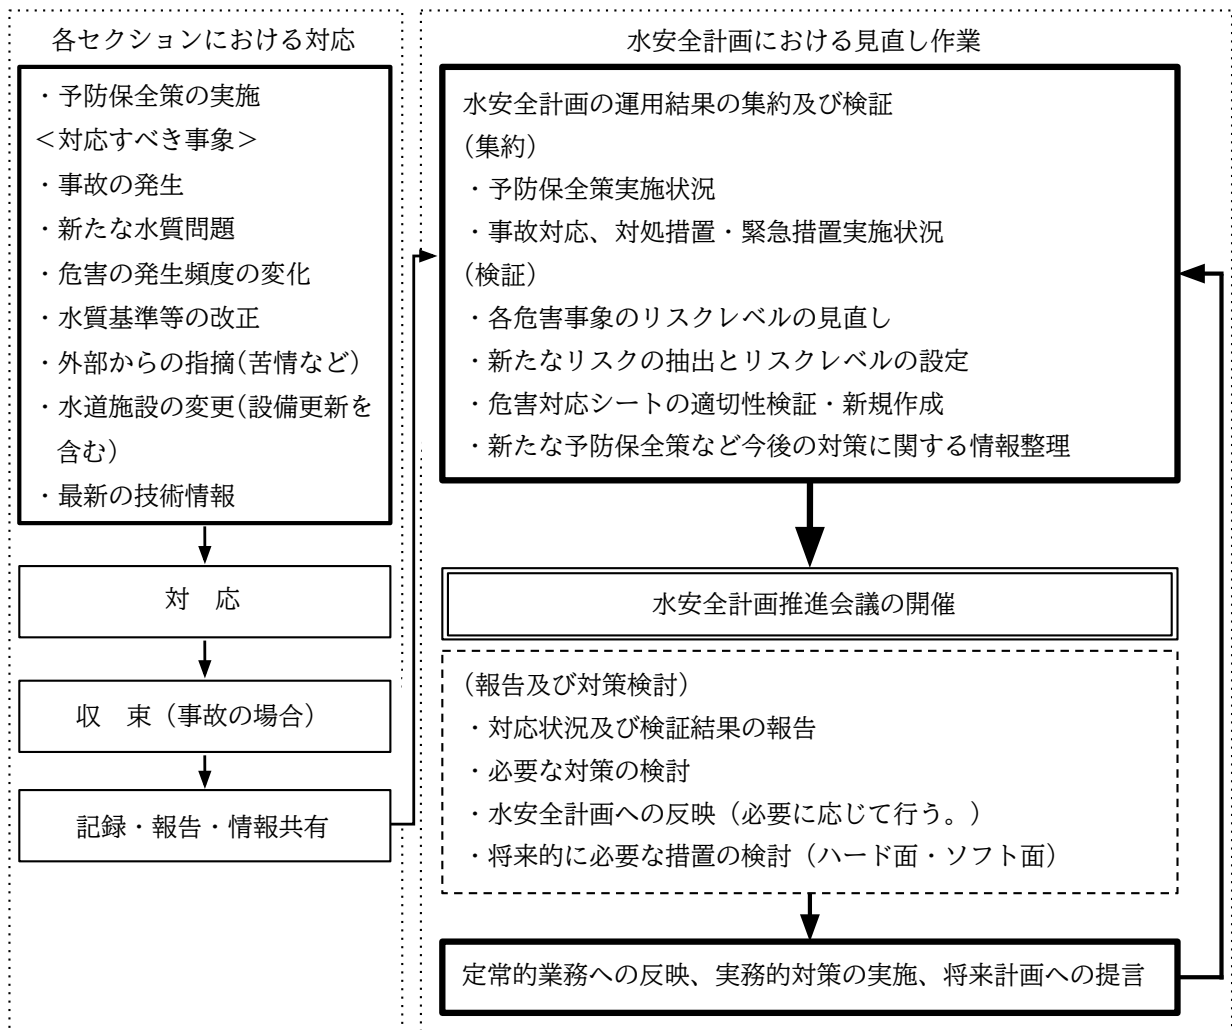 各セクションにおける対応
・予防保全策の実施
＜対応すべき事象＞
・事故の発生
・新たな水質問題
・危害の発生頻度の変化
・水質基準等の改正
・外部からの指摘(苦情など)
・水道施設の変更(設備更新を
含む)
・最新の技術情報
対　応
収　束（事故の場合）
記録・報告・情報共有
水安全計画における見直し作業
水安全計画の運用結果の集約及び検証
(集約)
・予防保全策実施状況
・事故対応、対処措置・緊急措置実施状況
(検証)
・各危害事象のリスクレベルの見直し
・新たなリスクの抽出とリスクレベルの設定
・危害対応シートの適切性検証・新規作成
・新たな予防保全策など今後の対策に関する情報整理
水安全計画推進会議の開催
(報告及び対策検討)
・対応状況及び検証結果の報告
・必要な対策の検討
・水安全計画への反映（必要に応じて行う。）
・将来的に必要な措置の検討（ハード面・ソフト面）
定常的業務への反映、実務的対策の実施、将来計画への提言